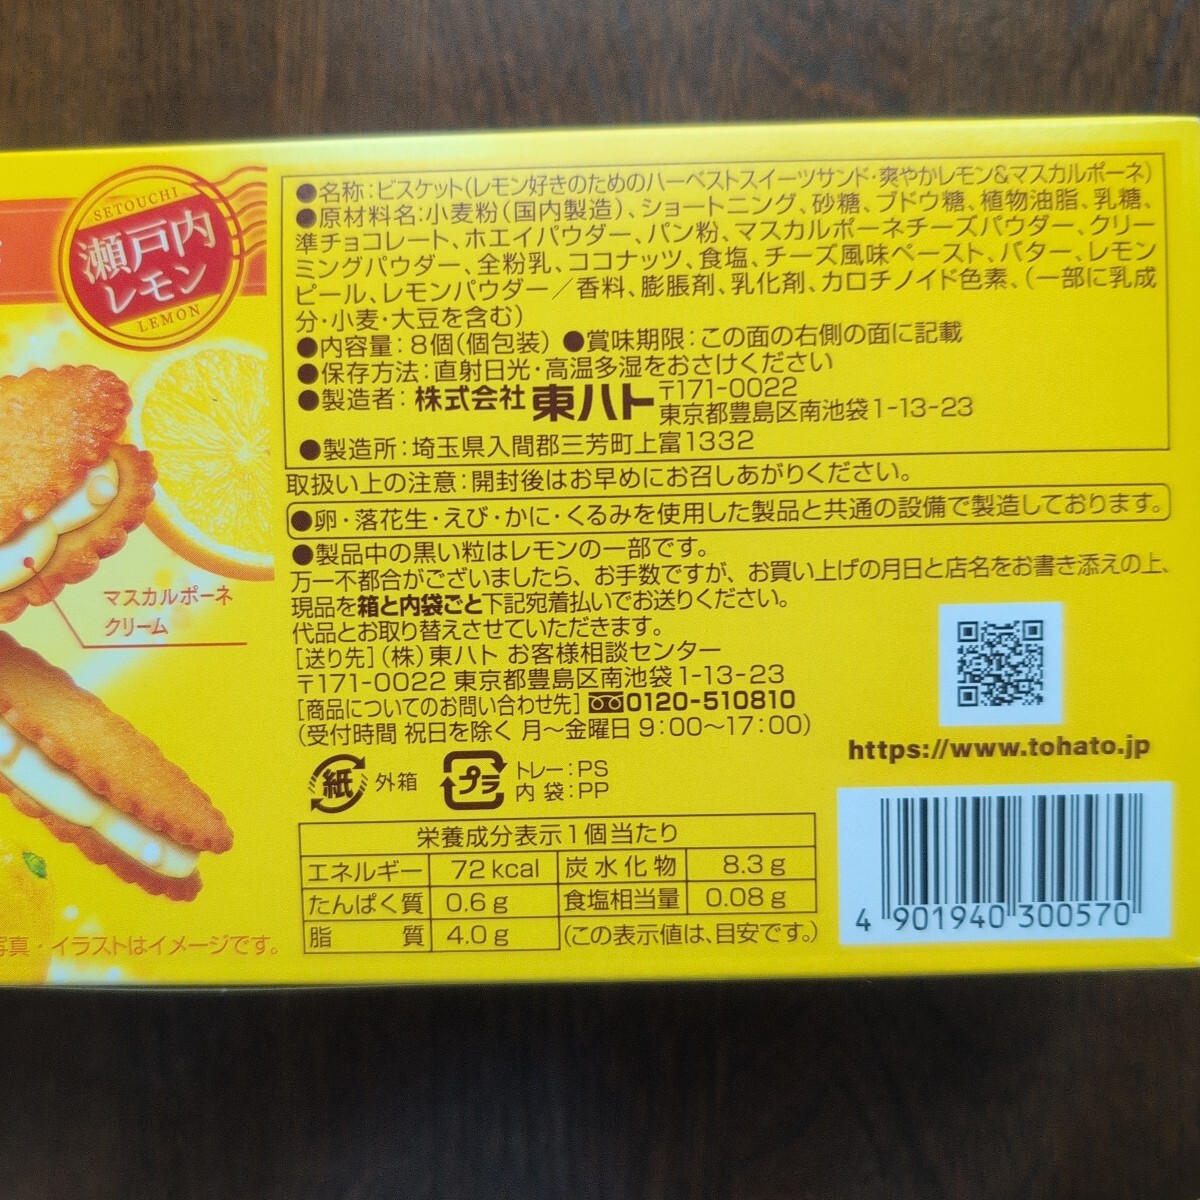 SETOUCHI
瀬戸内
レモン
LEMON
マスカルポーネ
クリーム
写真・イラストはイメージです。
●名称:ビスケット(レモン好きのためのハーベストスイーツサンド・爽やかレモン&マスカルポーネ)
●原材料名:小麦粉(国内製造)、ショートニング、砂糖、ブドウ糖、植物油脂、乳糖、
準チョコレート、ホエイパウダー、パン粉、マスカルポーネチーズパウダー、クリー
ミングパウダー、全粉乳、ココナッツ、食塩、チーズ風味ペースト、バター、レモン
ピール、レモンパウダー／香料、膨脹剤、乳化剤、カロチノイド色素、(一部に乳成
分・小麦・大豆を含む)
●内容量:8個(個包装) ●賞味期限:この面の右側の面に記載
●保存方法:直射日光・高温多湿をおさけください
●製造者:株式会社東ハト 〒171-0022
東京都豊島区南池袋1-13-23
●製造所:埼玉県入間郡三芳町上富1332
取扱い上の注意:開封後はお早めにお召しあがりください。
●卵・落花生・えび・かに・くるみを使用した製品と共通の設備で製造しております。
●製品中の黒い粒はレモンの一部です。
万一不都合がございましたら、お手数ですが、お買い上げの月日と店名をお書き添えの上、
現品を箱と内袋ごと下記宛着払いでお送りください。
代品とお取り替えさせていただきます。
[送り先](株)東ハト お客様相談センター
〒171-0022 東京都豊島区南池袋1-13-23
[商品についてのお問い合わせ先] 0120-510810
(受付時間 祝日を除く 月〜金曜日 9:00〜17:00)
https://www.tohato.jp
紙 外箱 プラ トレー:PS
内袋:PP
栄養成分表示1個当たり
エネルギー 72kcal 炭水化物 8.3g
たんぱく質 0.6g 食塩相当量 0.08g
脂質 4.0g (この表示値は、目安です。)
4 901940 300570